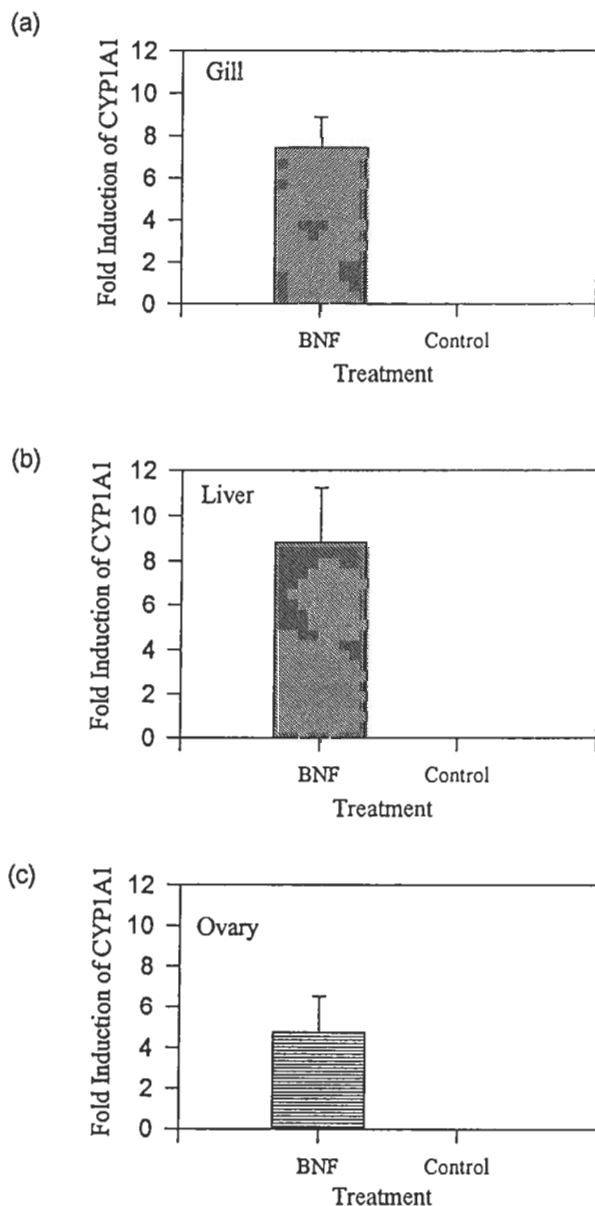 (a)
Fold Induction of CYP1A1
12
10
8
6
4
2
0
Gill
BNF Control
Treatment
(b)
Fold Induction of CYP1A1
12
10
8
6
4
2
0
Liver
BNF Control
Treatment
(c)
Fold Induction of CYP1A1
12
10
8
6
4
2
0
Ovary
BNF Control
Treatment